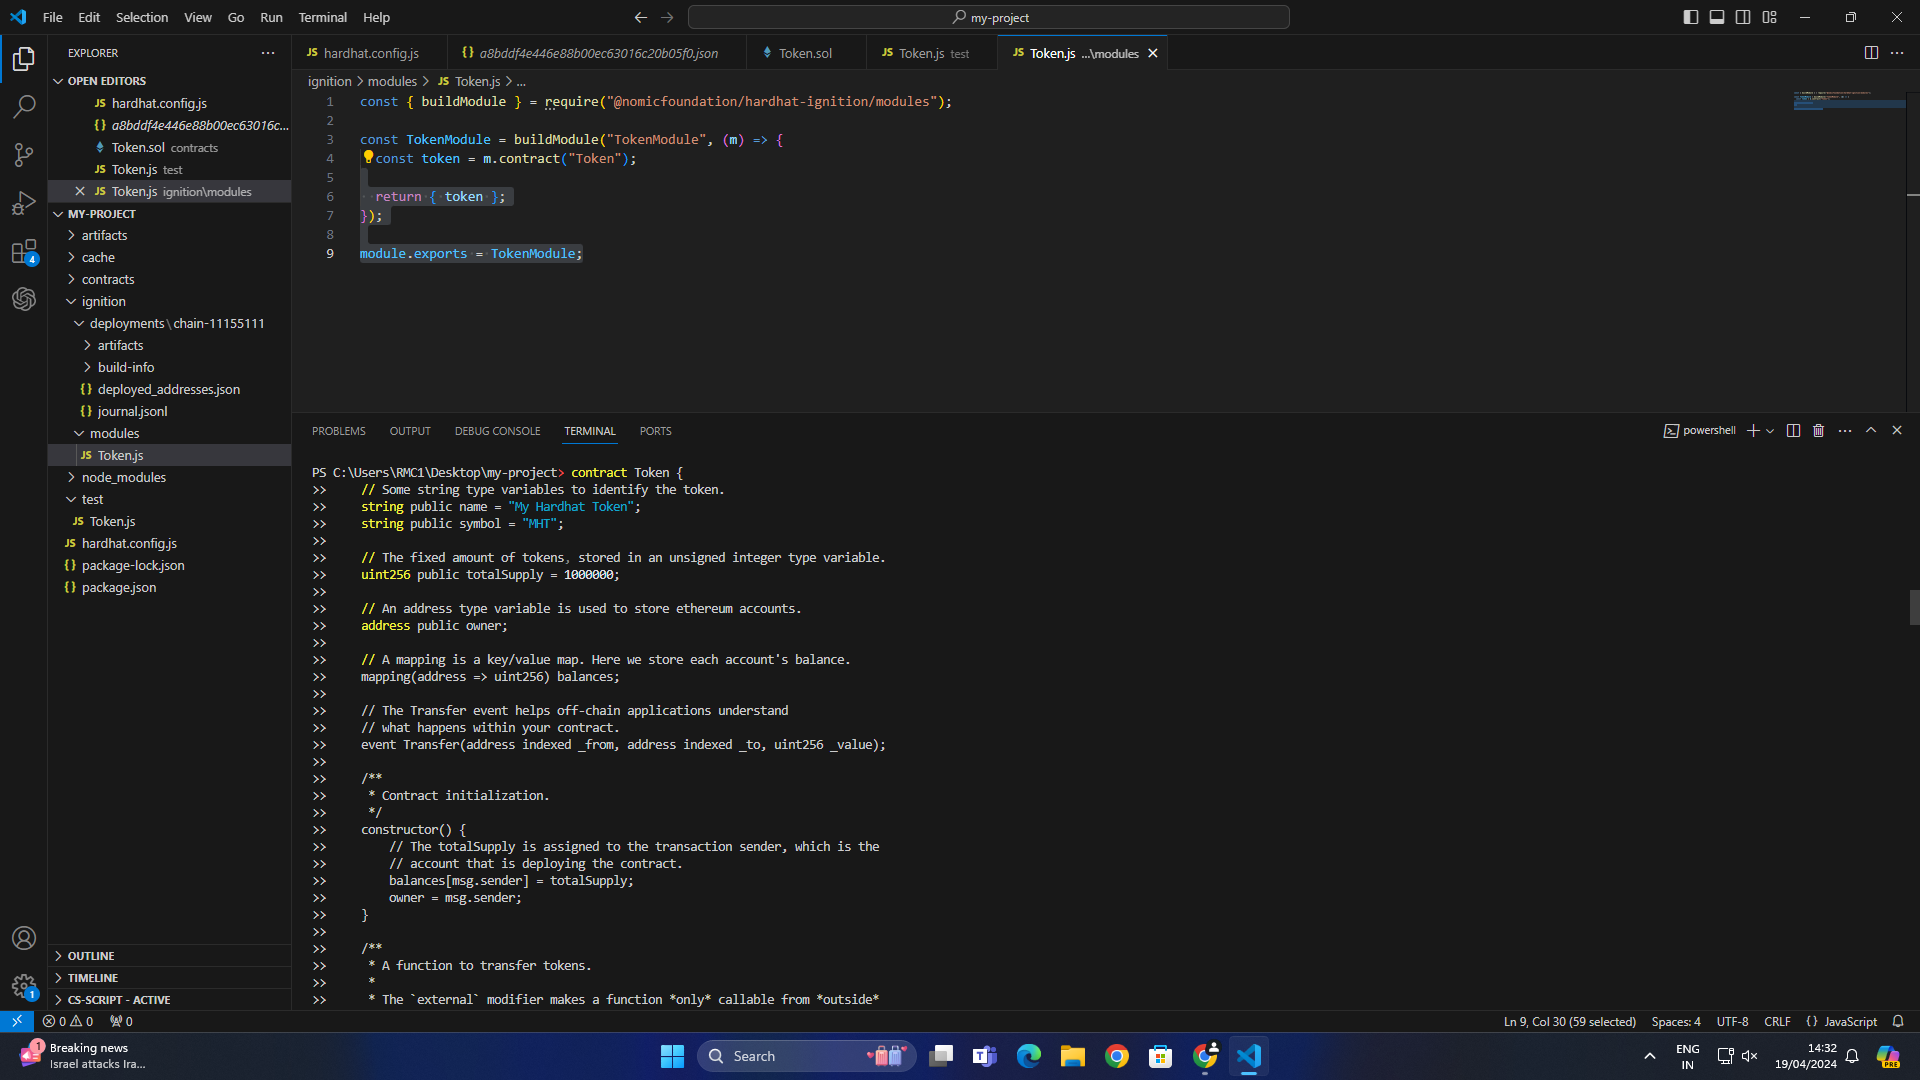 File Edit Selection View Go Run Terminal Help
my-project
EXPLORER
OPEN EDITORS
JS hardhat.config.js
{} a8bddf4e446e88b00ec63016c...
Token.sol contracts
JS Token.js test
JS Token.js ignition\modules
MY-PROJECT
artifacts
cache
contracts
ignition
deployments\chain-11155111
artifacts
build-info
{} deployed_addresses.json
{} journal.jsonl
modules
JS Token.js
node_modules
test
JS Token.js
JS hardhat.config.js
{} package-lock.json
{} package.json
OUTLINE
TIMELINE
CS-SCRIPT - ACTIVE
4
1
JS hardhat.config.js {} a8bddf4e446e88b00ec63016c20b05f0.json Token.sol JS Token.js test JS Token.js ...\modules
ignition > modules > JS Token.js > ...
1 const { buildModule } = require("@nomicfoundation/hardhat-ignition/modules");
2
3 const TokenModule = buildModule("TokenModule", (m) => {
4 const token = m.contract("Token");
5
6 return { token };
7 });
8
9 module.exports = TokenModule;
PROBLEMS OUTPUT DEBUG CONSOLE TERMINAL PORTS
powershell
PS C:\Users\RMC1\Desktop\my-project> contract Token {
>> // Some string type variables to identify the token.
>> string public name = "My Hardhat Token";
>> string public symbol = "MHT";
>>
>> // The fixed amount of tokens, stored in an unsigned integer type variable.
>> uint256 public totalSupply = 1000000;
>>
>> // An address type variable is used to store ethereum accounts.
>> address public owner;
>>
>> // A mapping is a key/value map. Here we store each account's balance.
>> mapping(address => uint256) balances;
>>
>> // The Transfer event helps off-chain applications understand
>> // what happens within your contract.
>> event Transfer(address indexed _from, address indexed _to, uint256 _value);
>>
>> /**
>> * Contract initialization.
>> */
>> constructor() {
>> // The totalSupply is assigned to the transaction sender, which is the
>> // account that is deploying the contract.
>> balances[msg.sender] = totalSupply;
>> owner = msg.sender;
>> }
>>
>> /**
>> * A function to transfer tokens.
>> *
>> * The `external` modifier makes a function *only* callable from *outside*
0 0 0
Ln 9, Col 30 (59 selected) Spaces: 4 UTF-8 CRLF {} JavaScript
1
Breaking news
Israel attacks Ira...
Search
ENG
IN
14:32
19/04/2024
PRE